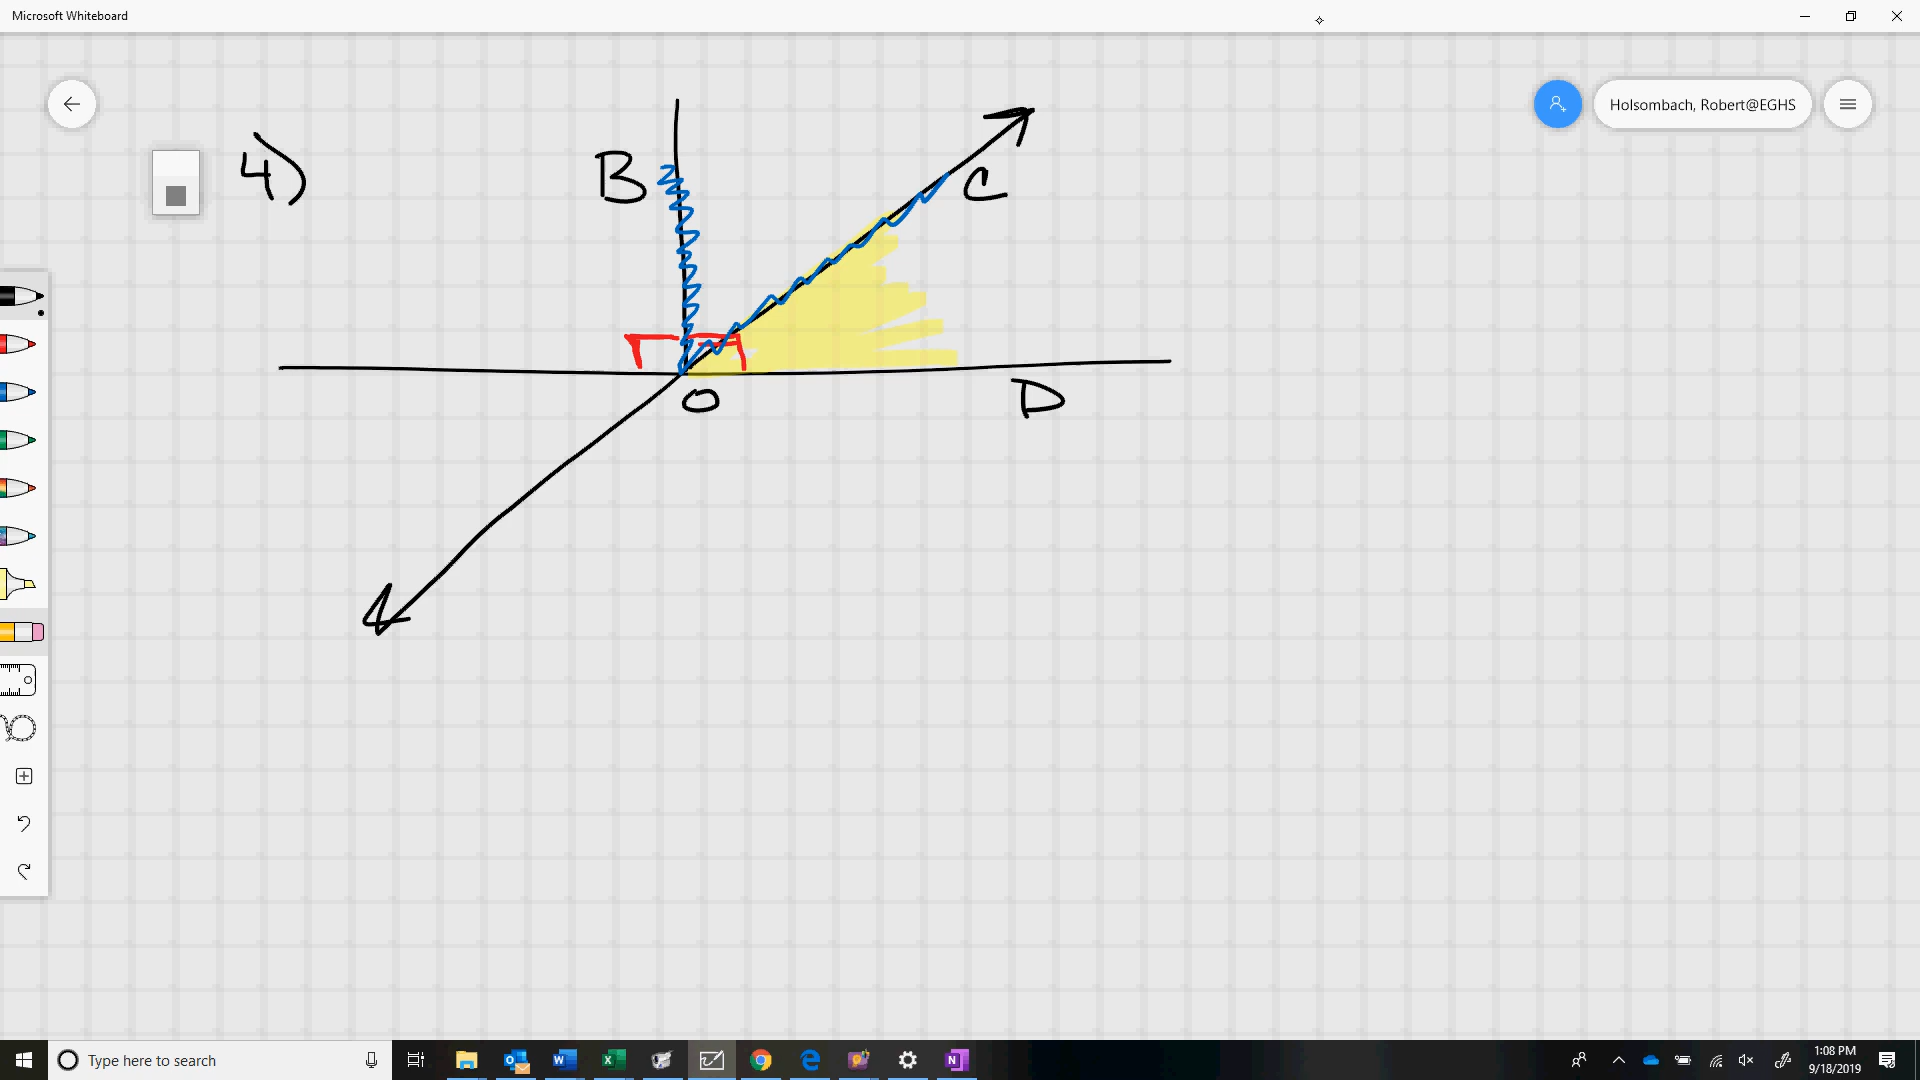 Microsoft Whiteboard
Holsombach, Robert@EGHS
4)
B
C
O
D
Type here to search
1:08 PM
9/18/2019